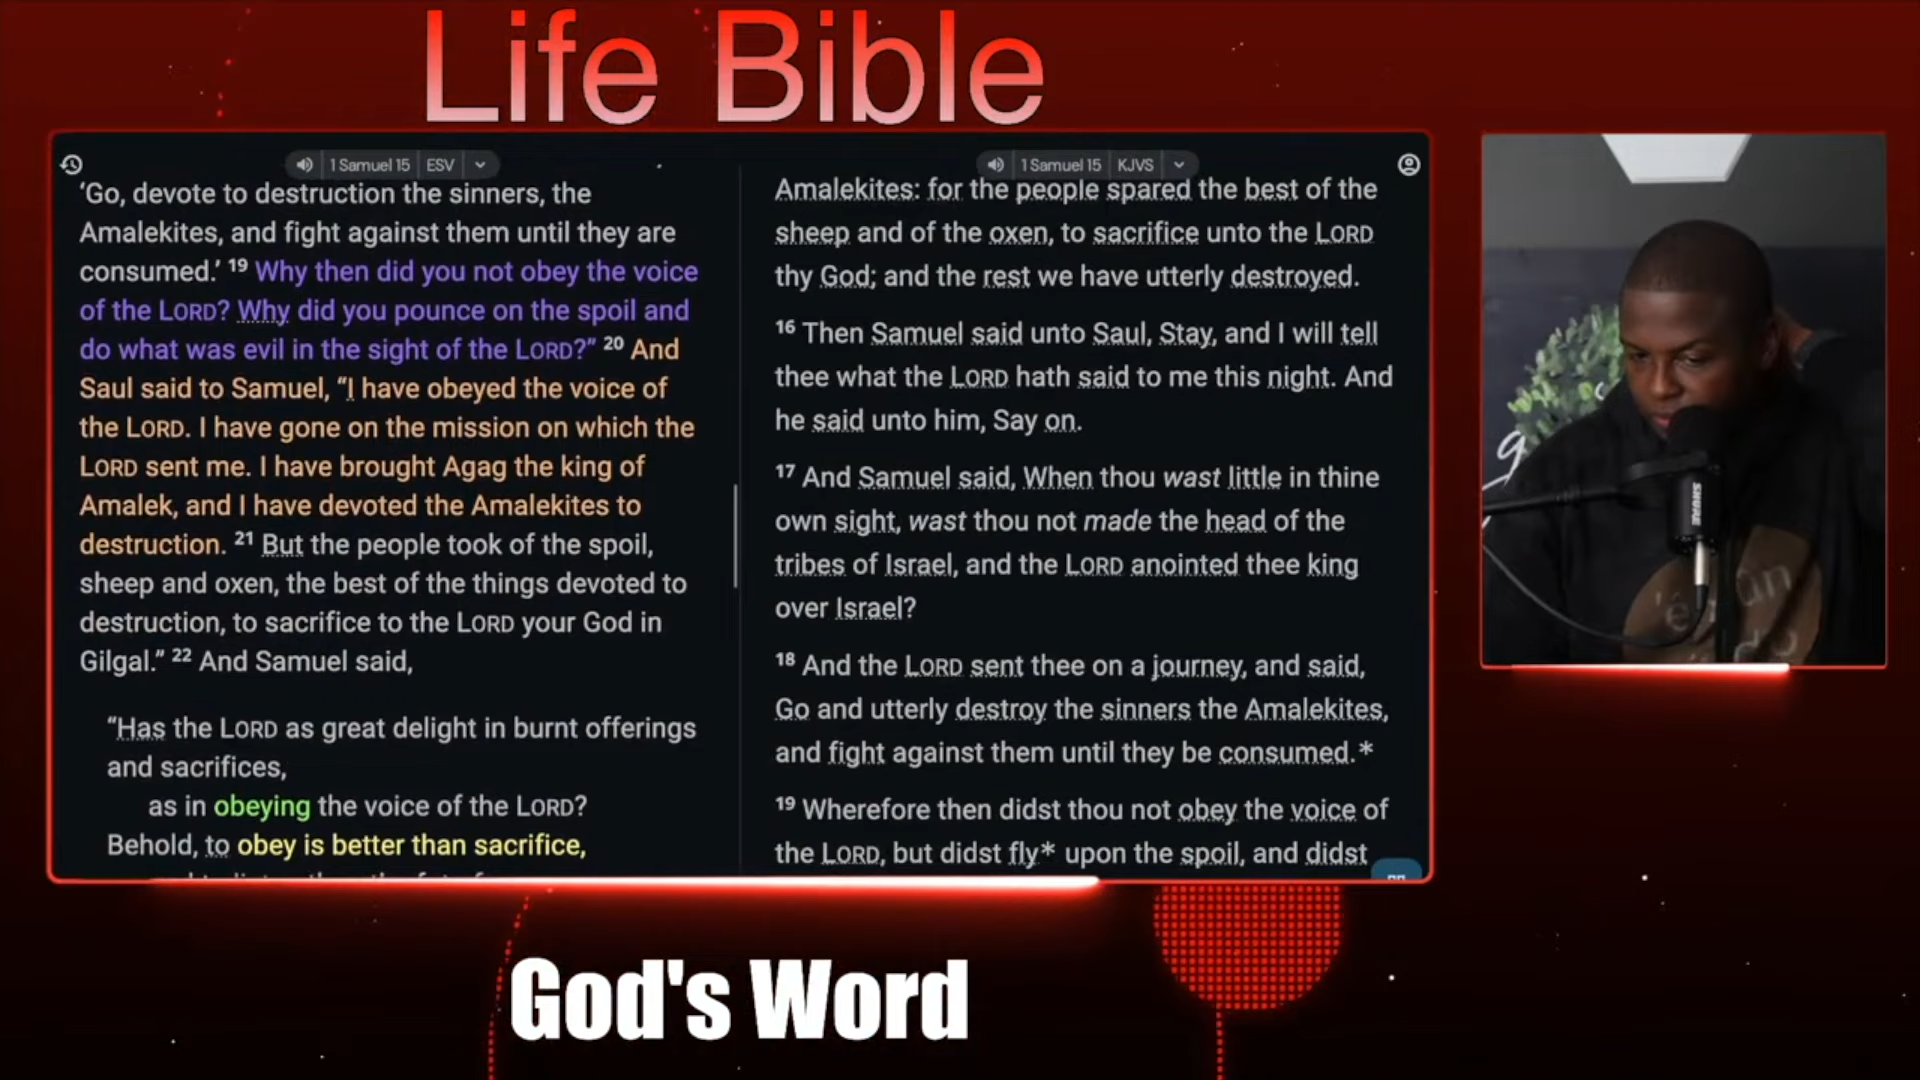 Life Bible
1 Samuel 15 ESV
‘Go, devote to destruction the sinners, the
Amalekites, and fight against them until they are
consumed.’ 19 Why then did you not obey the voice
of the LORD? Why did you pounce on the spoil and
do what was evil in the sight of the LORD?” 20 And
Saul said to Samuel, “I have obeyed the voice of
the LORD. I have gone on the mission on which the
LORD sent me. I have brought Agag the king of
Amalek, and I have devoted the Amalekites to
destruction. 21 But the people took of the spoil,
sheep and oxen, the best of the things devoted to
destruction, to sacrifice to the LORD your God in
Gilgal.” 22 And Samuel said,
“Has the LORD as great delight in burnt offerings
and sacrifices,
as in obeying the voice of the LORD?
Behold, to obey is better than sacrifice,
1 Samuel 15 KJVS
Amalekites: for the people spared the best of the
sheep and of the oxen, to sacrifice unto the LORD
thy God; and the rest we have utterly destroyed.
16 Then Samuel said unto Saul, Stay, and I will tell
thee what the LORD hath said to me this night. And
he said unto him, Say on.
17 And Samuel said, When thou wast little in thine
own sight, wast thou not made the head of the
tribes of Israel, and the LORD anointed thee king
over Israel?
18 And the LORD sent thee on a journey, and said,
Go and utterly destroy the sinners the Amalekites,
and fight against them until they be consumed.*
19 Wherefore then didst thou not obey the voice of
the LORD, but didst fly* upon the spoil, and didst
SHURE
God's Word